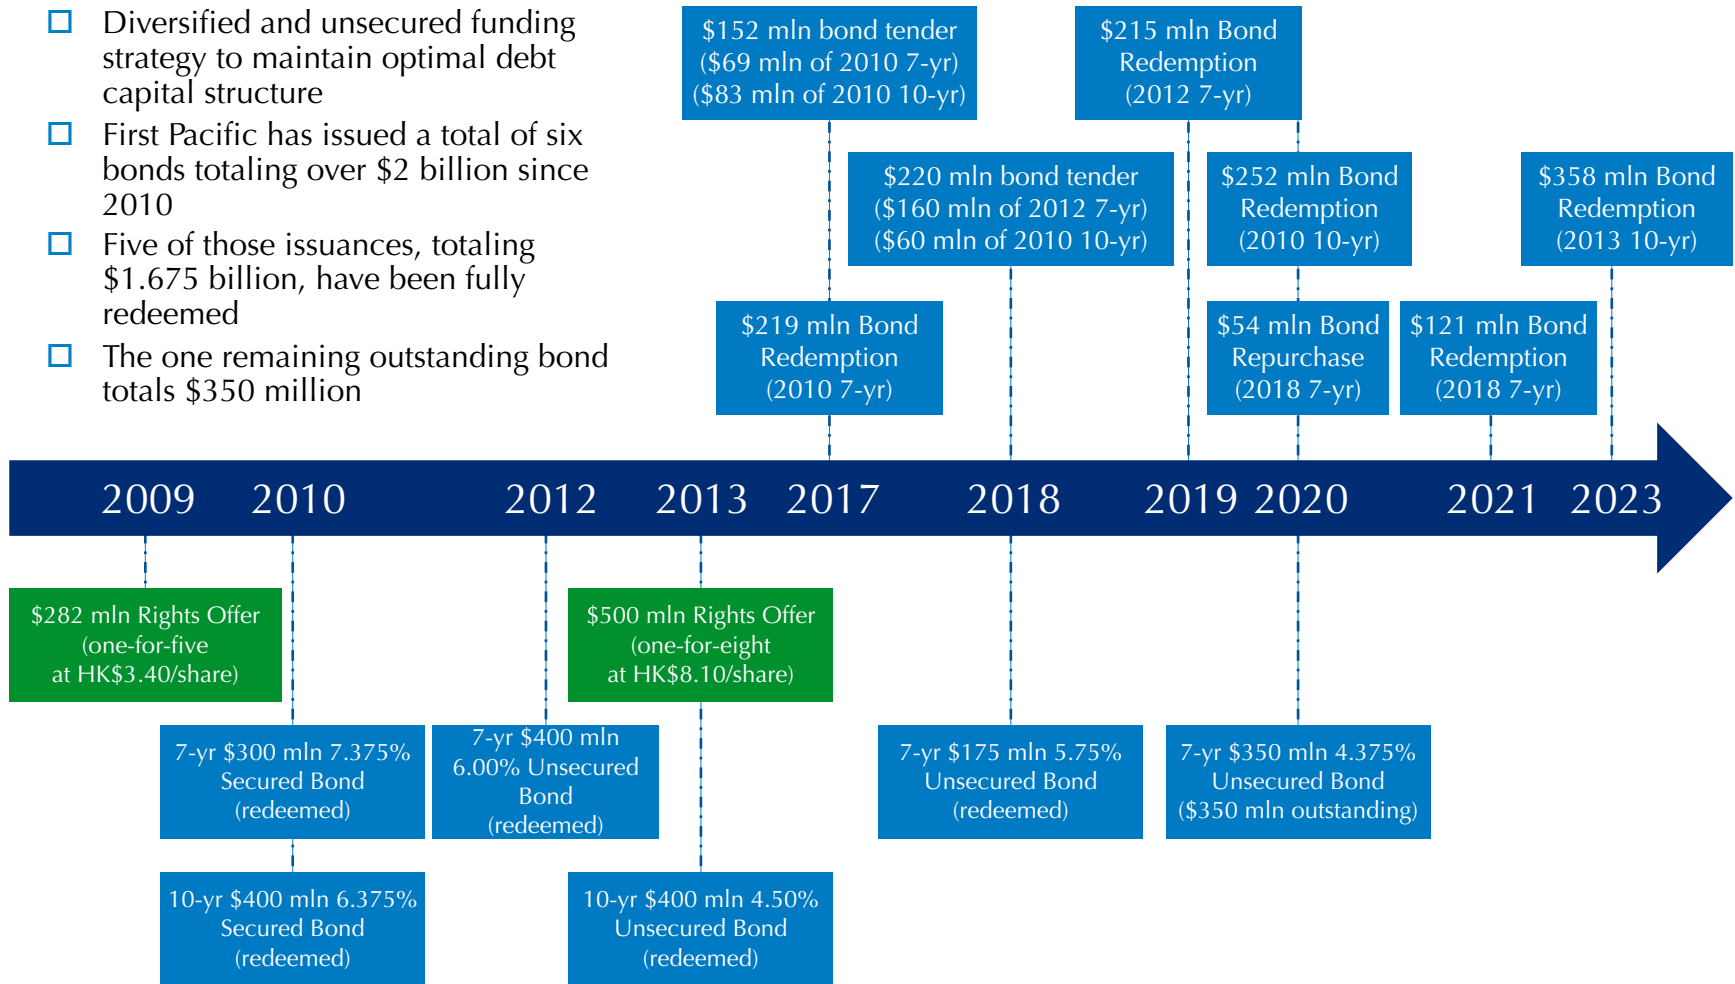 Diversified and unsecured funding
strategy to maintain optimal debt
capital structure
First Pacific has issued a total of six
bonds totaling over $2 billion since
2010
Five of those issuances, totaling
$1.675 billion, have been fully
redeemed
The one remaining outstanding bond
totals $350 million
$152 mln bond tender
($69 mln of 2010 7-yr)
($83 mln of 2010 10-yr)
$215 mln Bond
Redemption
(2012 7-yr)
$220 mln bond tender
($160 mln of 2012 7-yr)
($60 mln of 2010 10-yr)
$252 mln Bond
Redemption
(2010 10-yr)
$358 mln Bond
Redemption
(2013 10-yr)
$219 mln Bond
Redemption
(2010 7-yr)
$54 mln Bond
Repurchase
(2018 7-yr)
$121 mln Bond
Redemption
(2018 7-yr)
2009 2010 2012 2013 2017 2018 2019 2020 2021 2023
$282 mln Rights Offer
(one-for-five
at HK$3.40/share)
$500 mln Rights Offer
(one-for-eight
at HK$8.10/share)
7-yr $300 mln 7.375%
Secured Bond
(redeemed)
7-yr $400 mln
6.00% Unsecured
Bond
(redeemed)
7-yr $175 mln 5.75%
Unsecured Bond
(redeemed)
7-yr $350 mln 4.375%
Unsecured Bond
($350 mln outstanding)
10-yr $400 mln 6.375%
Secured Bond
(redeemed)
10-yr $400 mln 4.50%
Unsecured Bond
(redeemed)